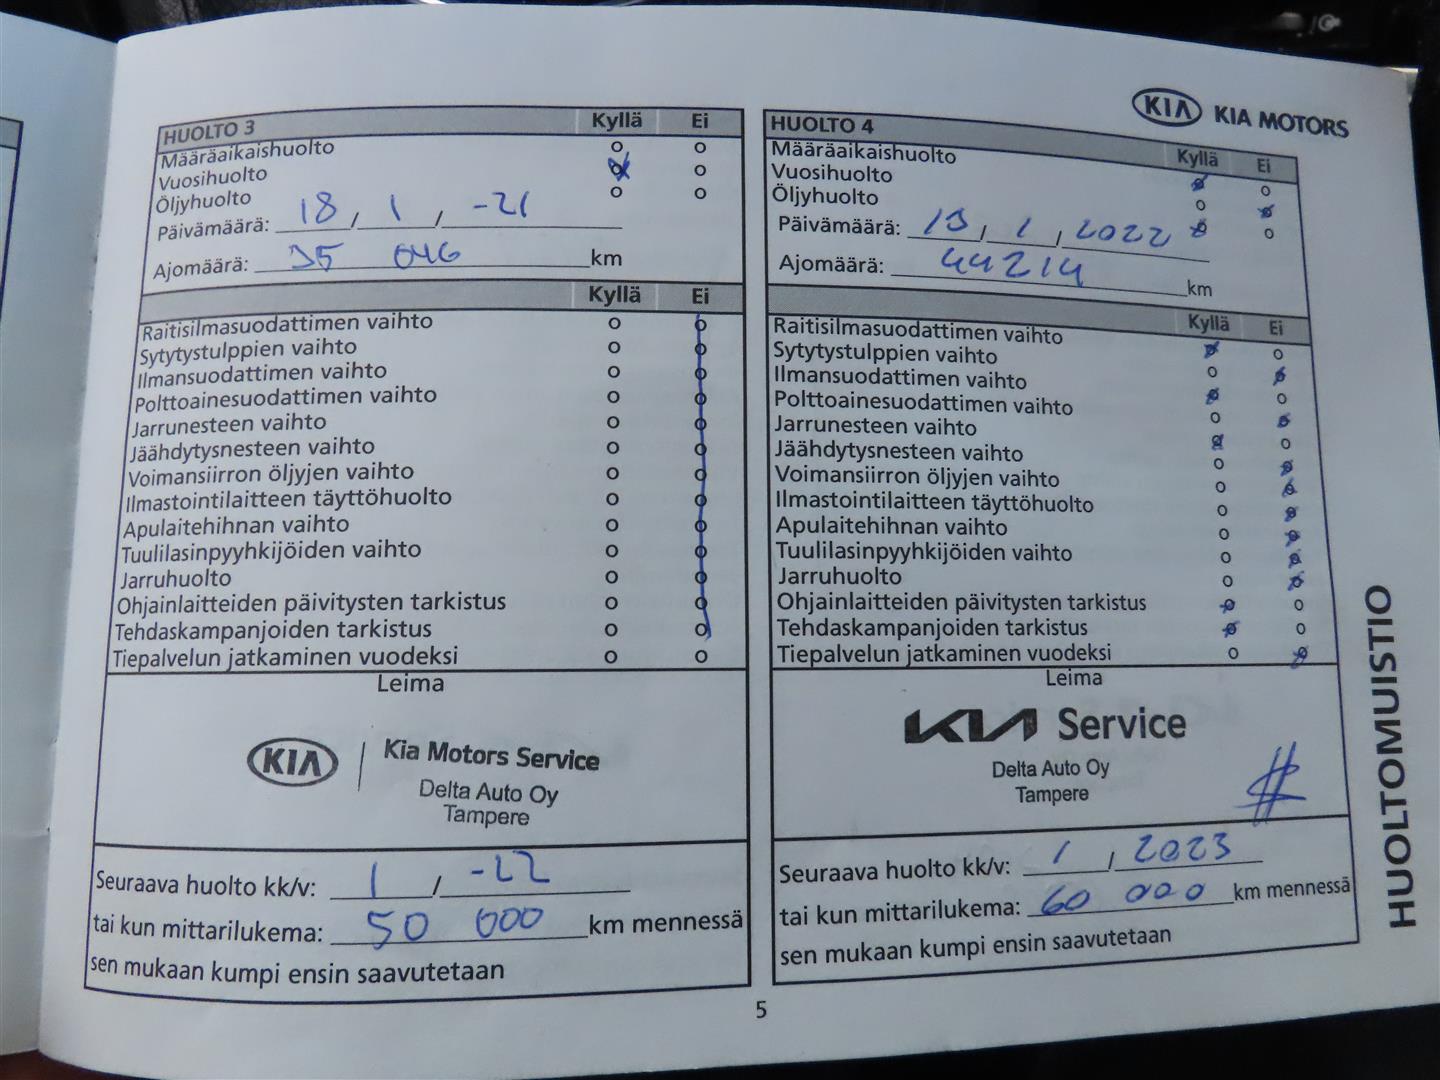 KIA KIA MOTORS
HUOLTO 3 Kyllä Ei
Määräaikaishuolto
Vuosihuolto
Öljyhuolto
Päivämäärä: 18 / 1 / -21
Ajomäärä: 35 046 km
Kyllä Ei
Raitisilmasuodattimen vaihto
Sytytystulppien vaihto
Ilmansuodattimen vaihto
Polttoainesuodattimen vaihto
Jarrunesteen vaihto
Jäähdytysnesteen vaihto
Voimansiirron öljyjen vaihto
Ilmastointilaitteen täyttöhuolto
Apulaitehihnan vaihto
Tuulilasinpyyhkijöiden vaihto
Jarruhuolto
Ohjainlaitteiden päivitysten tarkistus
Tehdaskampanjoiden tarkistus
Tiepalvelun jatkaminen vuodeksi
Leima
KIA Kia Motors Service
Delta Auto Oy
Tampere
Seuraava huolto kk/v: 1 / -22
tai kun mittarilukema: 50 000 km mennessä
sen mukaan kumpi ensin saavutetaan
HUOLTO 4 Kyllä Ei
Määräaikaishuolto
Vuosihuolto
Öljyhuolto
Päivämäärä: / 1 / 2022
Ajomäärä: 44214 km
Kyllä Ei
Raitisilmasuodattimen vaihto
Sytytystulppien vaihto
Ilmansuodattimen vaihto
Polttoainesuodattimen vaihto
Jarrunesteen vaihto
Jäähdytysnesteen vaihto
Voimansiirron öljyjen vaihto
Ilmastointilaitteen täyttöhuolto
Apulaitehihnan vaihto
Tuulilasinpyyhkijöiden vaihto
Jarruhuolto
Ohjainlaitteiden päivitysten tarkistus
Tehdaskampanjoiden tarkistus
Tiepalvelun jatkaminen vuodeksi
Leima
KIA Service
Delta Auto Oy
Tampere
Seuraava huolto kk/v: 1 / 2023
tai kun mittarilukema: 60 000 km mennessä
sen mukaan kumpi ensin saavutetaan
HUOLTOMUISTIO
5